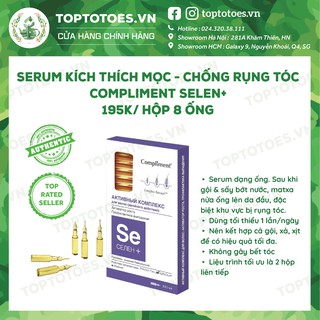 TOPTOTOES.VN
CỬA HÀNG CHÍNH HÃNG
toptotoes.vn
Hotline : 024.320.38.111
Showroom Hà Nội : 281A Khâm Thiên, HN
Showroom HCM : Galaxy 9, Nguyễn Khoái, Q4, SG
SERUM KÍCH THÍCH MỌC - CHỐNG RỤNG TÓC
COMPLIMENT SELEN+
195K/ HỘP 8 ỐNG
AUTHENTIC
TOP
RATED
SELLER
Compliment
АКТИВНЫЙ КОМПЛЕКС
Se
СЕЛЕН +
• Serum dạng ống. Sau khi
gội & sấy bớt nước, matxa
nửa ống lên da đầu, đặc
biệt khu vực bị rụng tóc.
• Dùng tối thiểu 1 lần/ngày
• Nên kết hợp cả gội, xả, xịt
để có hiệu quả tối đa.
• Không gây bết tóc
• Liệu trình tối ưu là 2 hộp
liên tiếp